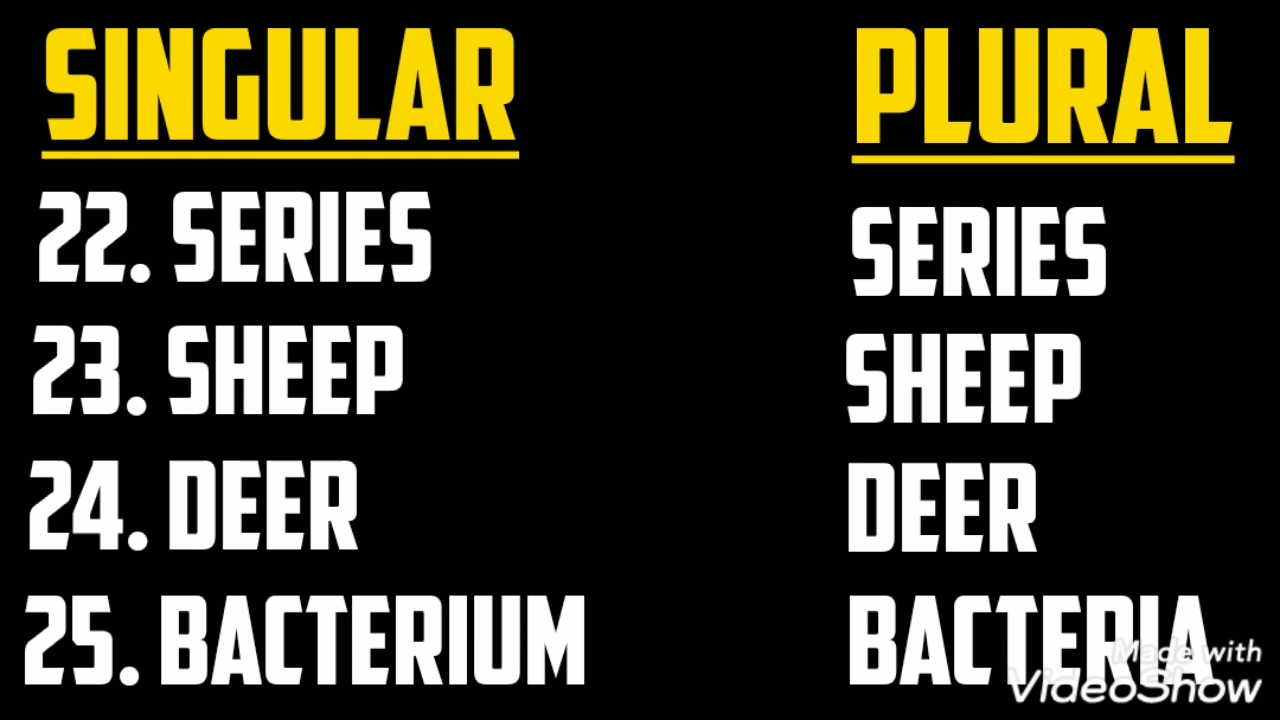 SINGULAR PLURAL
22. SERIES SERIES
23. SHEEP SHEEP
24. DEER DEER
25. BACTERIUM BACTERIA
Made with
VideoShow